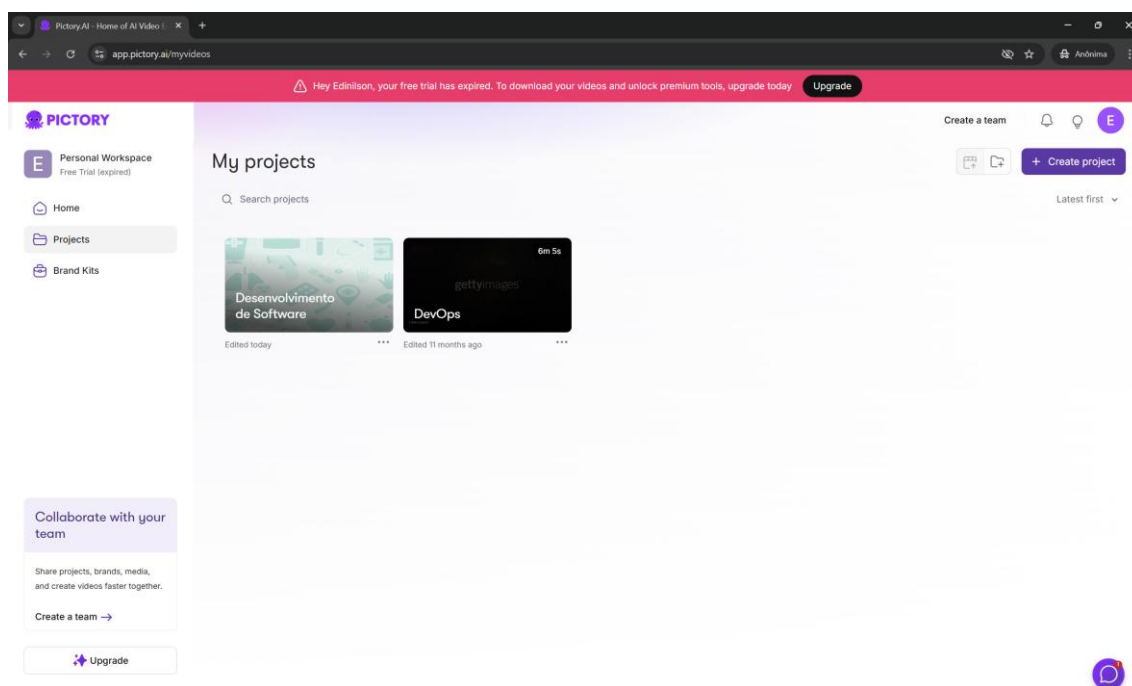 Pictory.AI - Home of AI Video
app.pictory.ai/myvideos
Anônima
Hey Edinilson, your free trial has expired. To download your videos and unlock premium tools, upgrade today
Upgrade
PICTORY
Create a team
E
E
Personal Workspace
Free Trial (expired)
My projects
+ Create project
Home
Search projects
Latest first
Projects
Brand Kits
6m 5s
gettyimages
Desenvolvimento
de Software
DevOps
Edited today
Edited 11 months ago
Collaborate with your
team
Share projects, brands, media,
and create videos faster together.
Create a team →
Upgrade